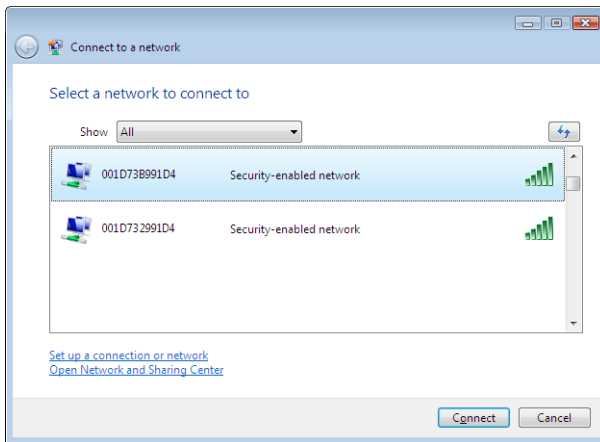 Connect to a network
Select a network to connect to
Show All
001D73B991D4 Security-enabled network
001D732991D4 Security-enabled network
Set up a connection or network
Open Network and Sharing Center
Connect Cancel